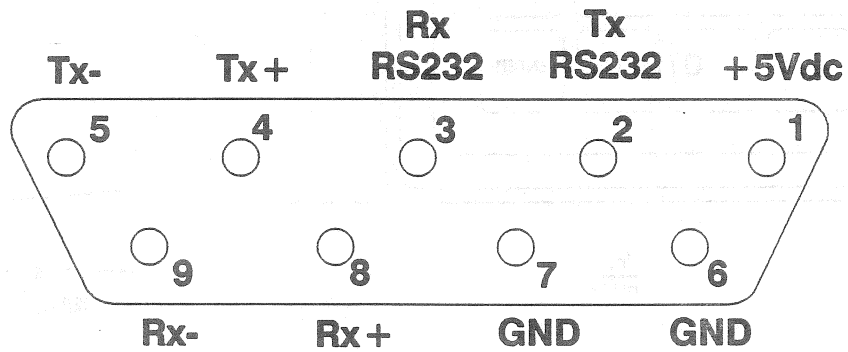 Rx Tx
Tx- Tx+ RS232 RS232 +5Vdc
5 4 3 2 1
9 8 7 6
Rx- Rx+ GND GND